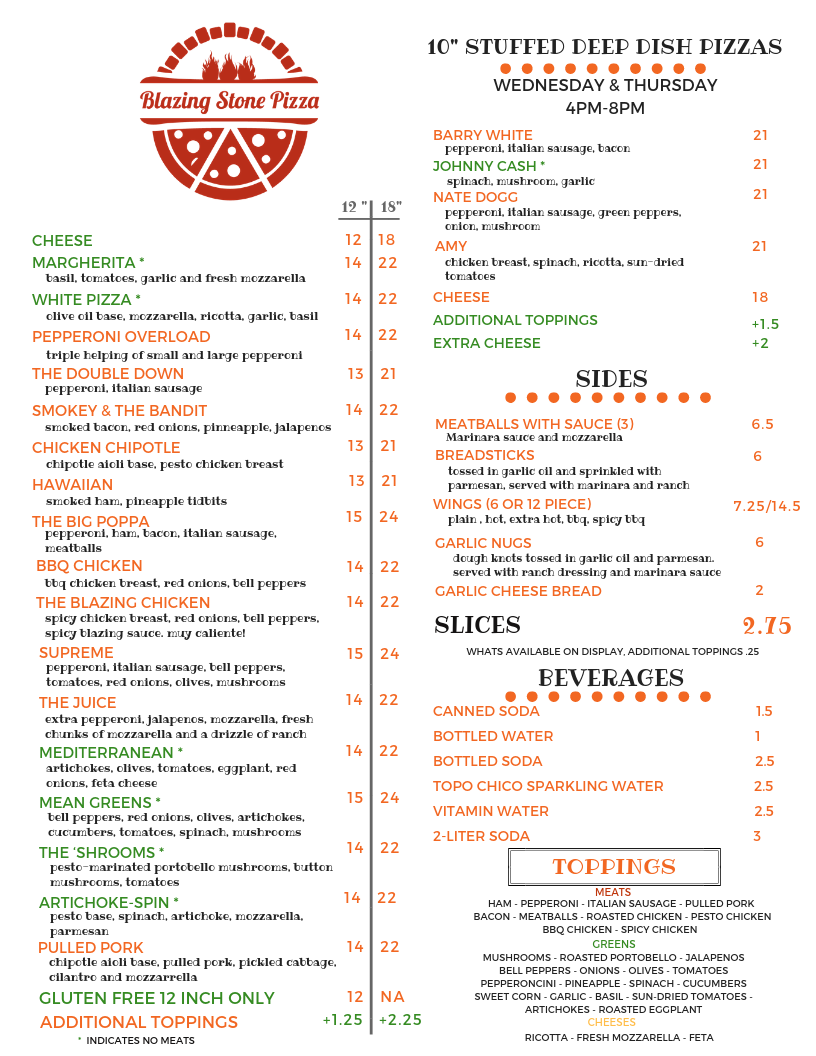 Blazing Stone Pizza
12 " 18"
CHEESE 12 18
MARGHERITA * 14 22
basil, tomatoes, garlic and fresh mozzarella
WHITE PIZZA * 14 22
olive oil base, mozzarella, ricotta, garlic, basil
PEPPERONI OVERLOAD 14 22
triple helping of small and large pepperoni
THE DOUBLE DOWN 13 21
pepperoni, italian sausage
SMOKEY & THE BANDIT 14 22
smoked bacon, red onions, pinneapple, jalapenos
CHICKEN CHIPOTLE 13 21
chipotle aioli base, pesto chicken breast
HAWAIIAN 13 21
smoked ham, pineapple tidbits
THE BIG POPPA 15 24
pepperoni, ham, bacon, italian sausage,
meatballs
BBQ CHICKEN 14 22
bbq chicken breast, red onions, bell peppers
THE BLAZING CHICKEN 14 22
spicy chicken breast, red onions, bell peppers,
spicy blazing sauce. muy caliente!
SUPREME 15 24
pepperoni, italian sausage, bell peppers,
tomatoes, red onions, olives, mushrooms
THE JUICE 14 22
extra pepperoni, jalapenos, mozzarella, fresh
chunks of mozzarella and a drizzle of ranch
MEDITERRANEAN * 14 22
artichokes, olives, tomatoes, eggplant, red
onions, feta cheese
MEAN GREENS * 15 24
bell peppers, red onions, olives, artichokes,
cucumbers, tomatoes, spinach, mushrooms
THE ‘SHROOMS * 14 22
pesto-marinated portobello mushrooms, button
mushrooms, tomatoes
ARTICHOKE-SPIN * 14 22
pesto base, spinach, artichoke, mozzarella,
parmesan
PULLED PORK 14 22
chipotle aioli base, pulled pork, pickled cabbage,
cilantro and mozzarrella
GLUTEN FREE 12 INCH ONLY 12 NA
ADDITIONAL TOPPINGS +1.25 +2.25
* INDICATES NO MEATS
10" STUFFED DEEP DISH PIZZAS
WEDNESDAY & THURSDAY
4PM-8PM
BARRY WHITE 21
pepperoni, italian sausage, bacon
JOHNNY CASH * 21
spinach, mushroom, garlic
NATE DOGG 21
pepperoni, italian sausage, green peppers,
onion, mushroom
AMY 21
chicken breast, spinach, ricotta, sun-dried
tomatoes
CHEESE 18
ADDITIONAL TOPPINGS +1.5
EXTRA CHEESE +2
SIDES
MEATBALLS WITH SAUCE (3) 6.5
Marinara sauce and mozzarella
BREADSTICKS 6
tossed in garlic oil and sprinkled with
parmesan, served with marinara and ranch
WINGS (6 OR 12 PIECE) 7.25/14.5
plain , hot, extra hot, bbq, spicy bbq
GARLIC NUGS 6
dough knots tossed in garlic oil and parmesan.
served with ranch dressing and marinara sauce
GARLIC CHEESE BREAD 2
SLICES 2.75
WHATS AVAILABLE ON DISPLAY, ADDITIONAL TOPPINGS .25
BEVERAGES
CANNED SODA 1.5
BOTTLED WATER 1
BOTTLED SODA 2.5
TOPO CHICO SPARKLING WATER 2.5
VITAMIN WATER 2.5
2-LITER SODA 3
TOPPINGS
MEATS
HAM - PEPPERONI - ITALIAN SAUSAGE - PULLED PORK
BACON - MEATBALLS - ROASTED CHICKEN - PESTO CHICKEN
BBQ CHICKEN - SPICY CHICKEN
GREENS
MUSHROOMS - ROASTED PORTOBELLO - JALAPENOS
BELL PEPPERS - ONIONS - OLIVES - TOMATOES
PEPPERONCINI - PINEAPPLE - SPINACH - CUCUMBERS
SWEET CORN - GARLIC - BASIL - SUN-DRIED TOMATOES -
ARTICHOKES - ROASTED EGGPLANT
CHEESES
RICOTTA - FRESH MOZZARELLA - FETA